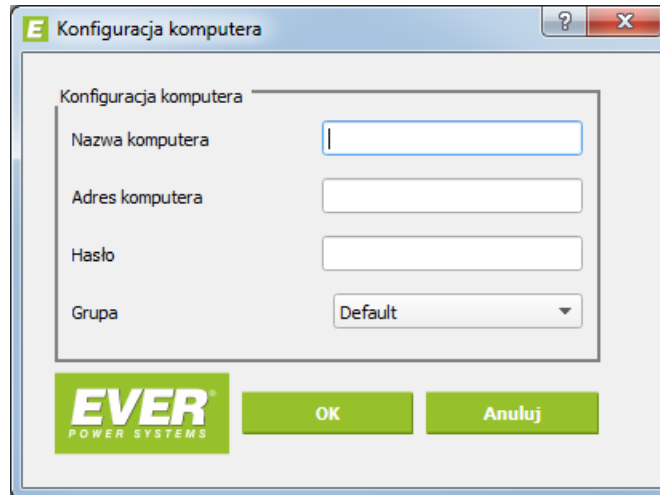 E Konfiguracja komputera ? X
Konfiguracja komputera
Nazwa komputera
Adres komputera
Hasło
Grupa Default
EVER®
POWER SYSTEMS
OK Anuluj